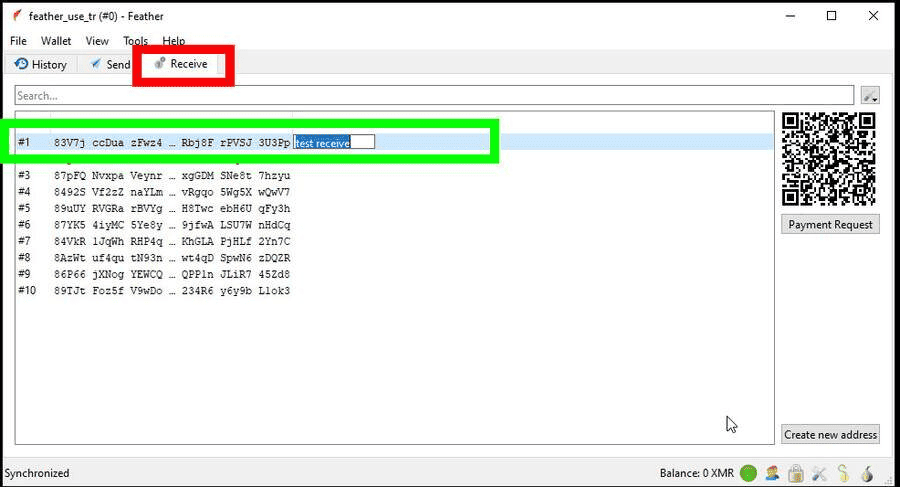 feather_use_tr (#0) - Feather
File Wallet View Tools Help
History Send Receive
Search...
#1 83V7j ccDua zFwz4 … Rbj8F rPVSJ 3U3Pp test receive
#3 87pFQ Nvxpa Veynr … xgGDM SNe8t 7hzyu
#4 8492S Vf2zZ naYLm … vRgqo 5Wg5X wQwV7
#5 89uUY RVGRa rBVYg … H8Twc ebH6U qFy3h
#6 87YK5 4iyMC 5Ye8y … 9jfwA LSU7W nHdCq
#7 84VkR 1JqWh RHP4q … KhGLA PjHLf 2Yn7C
#8 8AzWt uf4qu tN93n … wt4qD SpwN6 zDQZR
#9 86P66 jXNog YEWCQ … QPP1n JLiR7 45Zd8
#10 89TJt Foz5f V9wDo … 234R6 y6y9b L1ok3
Payment Request
Create new address
Synchronized Balance: 0 XMR